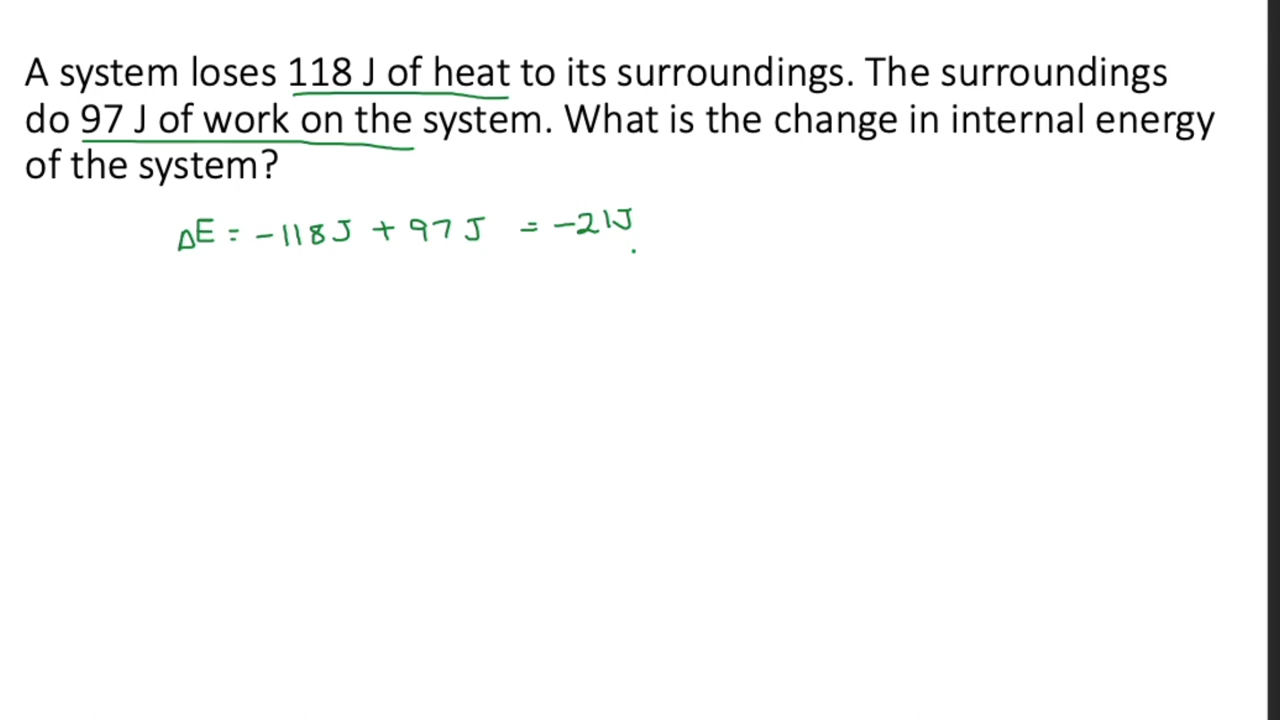 A system loses 118 J of heat to its surroundings. The surroundings
do 97 J of work on the system. What is the change in internal energy
of the system?
ΔE = -118J + 97 J = -21J